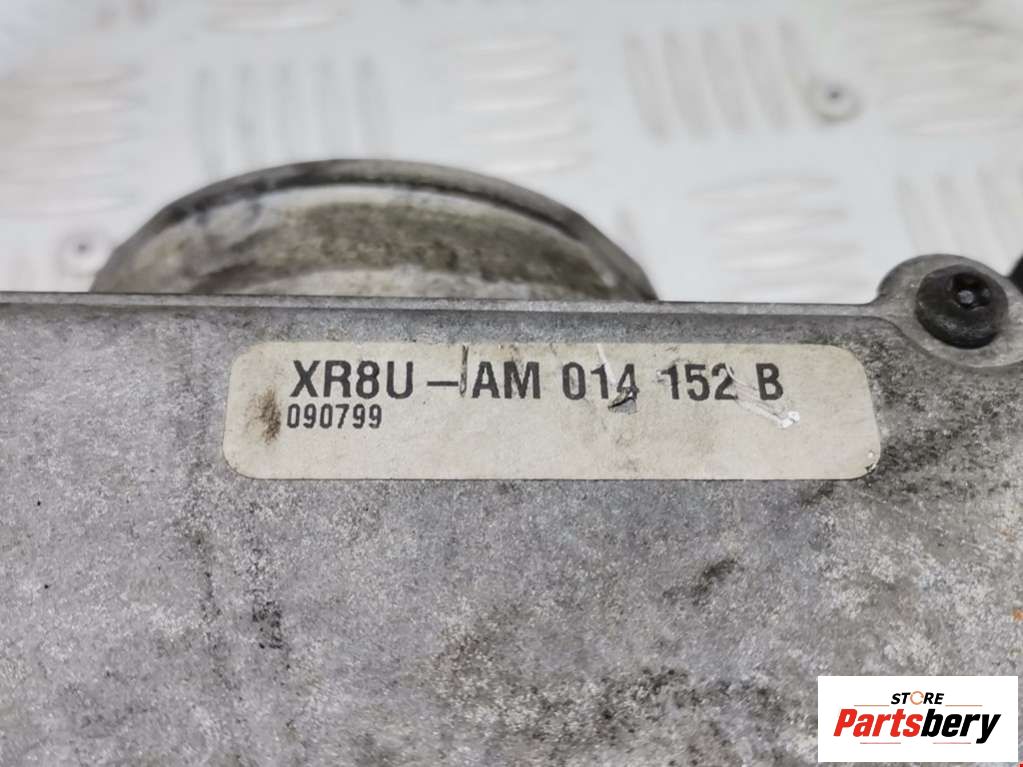 XR8U - AM 014 152 B
090799
STORE
Partsbery